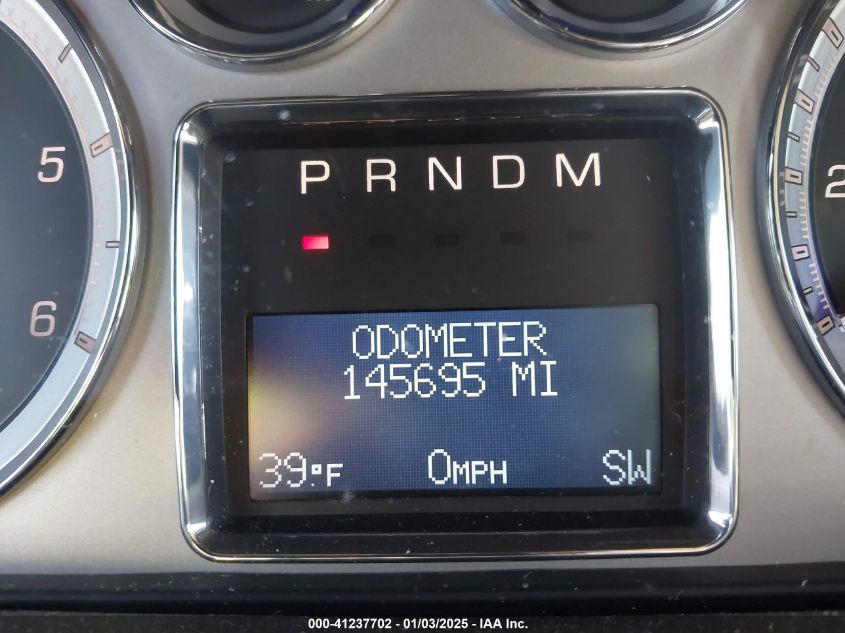 5
6
P R N D M
2
ODOMETER
145695 MI
39°F 0MPH SW
000-41237702 - 01/03/2025 - IAA Inc.